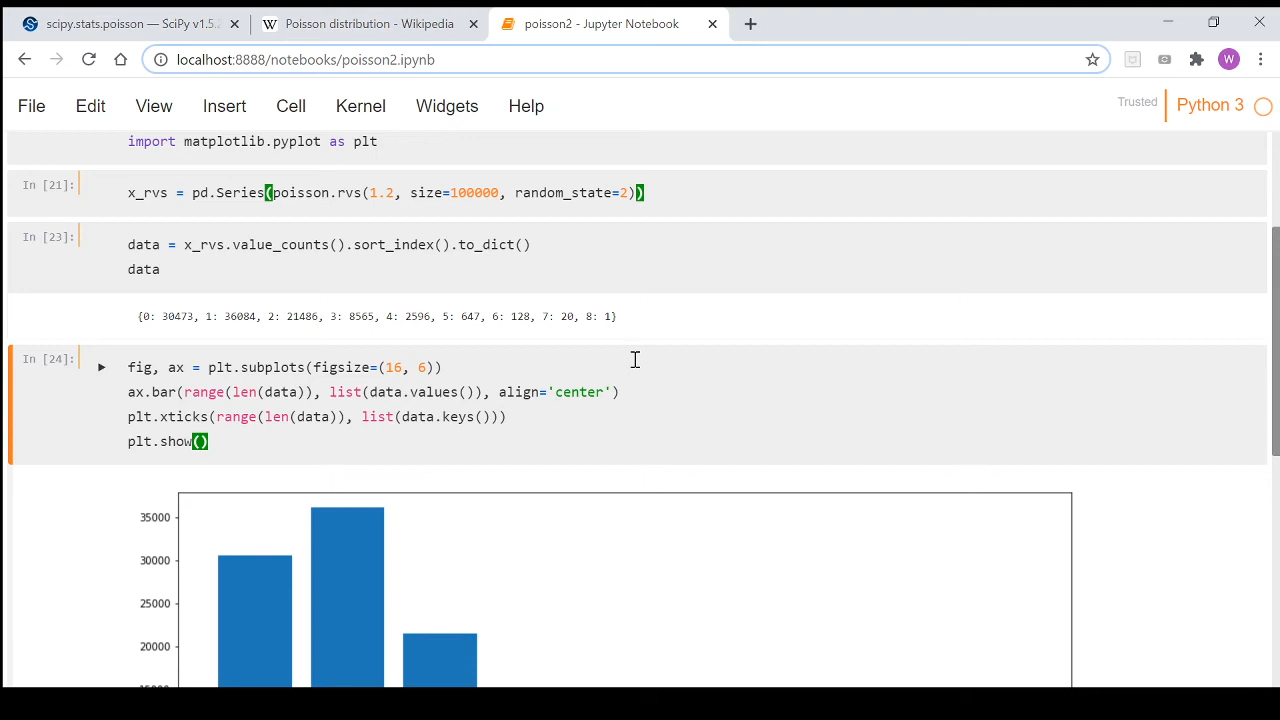 scipy.stats.poisson — SciPy v1.5.2
Poisson distribution - Wikipedia
poisson2 - Jupyter Notebook
localhost:8888/notebooks/poisson2.ipynb
W
File Edit View Insert Cell Kernel Widgets Help
Trusted
Python 3
import matplotlib.pyplot as plt
In [21]:
x_rvs = pd.Series(poisson.rvs(1.2, size=100000, random_state=2))
In [23]:
data = x_rvs.value_counts().sort_index().to_dict()
data
{0: 30473, 1: 36084, 2: 21486, 3: 8565, 4: 2596, 5: 647, 6: 128, 7: 20, 8: 1}
In [24]:
fig, ax = plt.subplots(figsize=(16, 6))
ax.bar(range(len(data)), list(data.values()), align='center')
plt.xticks(range(len(data)), list(data.keys()))
plt.show()
35000
30000
25000
20000
15000